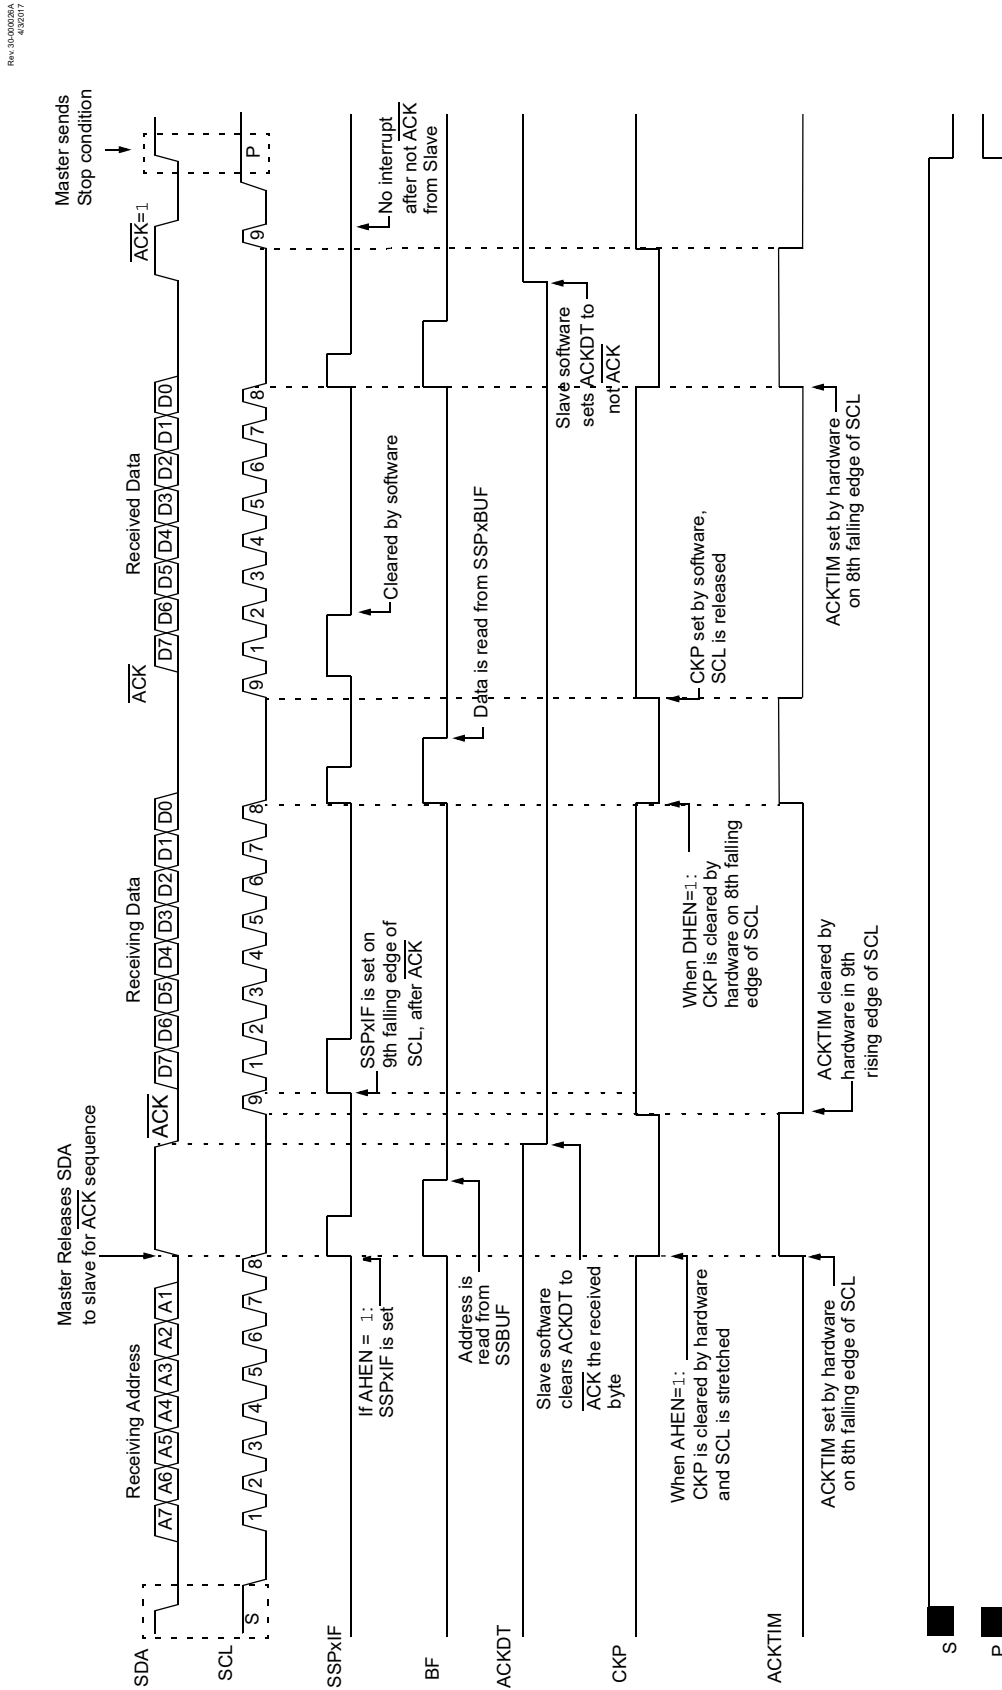 Rev. 30-000026A
4/3/2017
Master Releases SDA
to slave for ACK sequence
Master sends
Stop condition
Receiving Address
ACK
Receiving Data
ACK
Received Data
ACK=1
SDA
A7 A6 A5 A4 A3 A2 A1
D7 D6 D5 D4 D3 D2 D1 D0
D7 D6 D5 D4 D3 D2 D1 D0
SCL
S
1 2 3 4 5 6 7 8 9
1 2 3 4 5 6 7 8 9
1 2 3 4 5 6 7 8 9
P
SSPxIF
If AHEN = 1:
SSPxIF is set
SSPxIF is set on
9th falling edge of
SCL, after ACK
Cleared by software
No interrupt
after not ACK
from Slave
BF
Address is
read from
SSBUF
Data is read from SSPxBUF
ACKDT
Slave software
clears ACKDT to
ACK the received
byte
Slave software
sets ACKDT to
not ACK
CKP
When AHEN=1:
CKP is cleared by hardware
and SCL is stretched
When DHEN=1:
CKP is cleared by
hardware on 8th falling
edge of SCL
CKP set by software,
SCL is released
ACKTIM
ACKTIM set by hardware
on 8th falling edge of SCL
ACKTIM cleared by
hardware in 9th
rising edge of SCL
ACKTIM set by hardware
on 8th falling edge of SCL
S
P